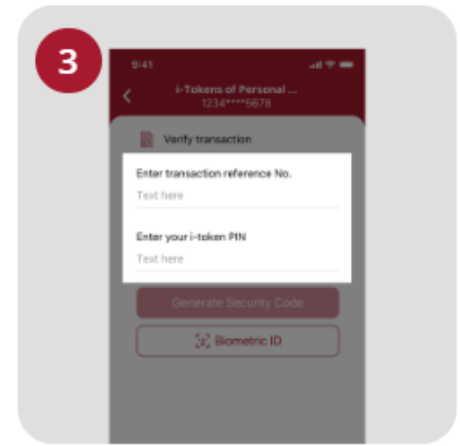 3
9:41
i-Tokens of Personal ...
1234****5678
Verify transaction
Enter transaction reference No.
Text here
Enter your i-token PIN
Text here
Generate Security Code
Biometric ID